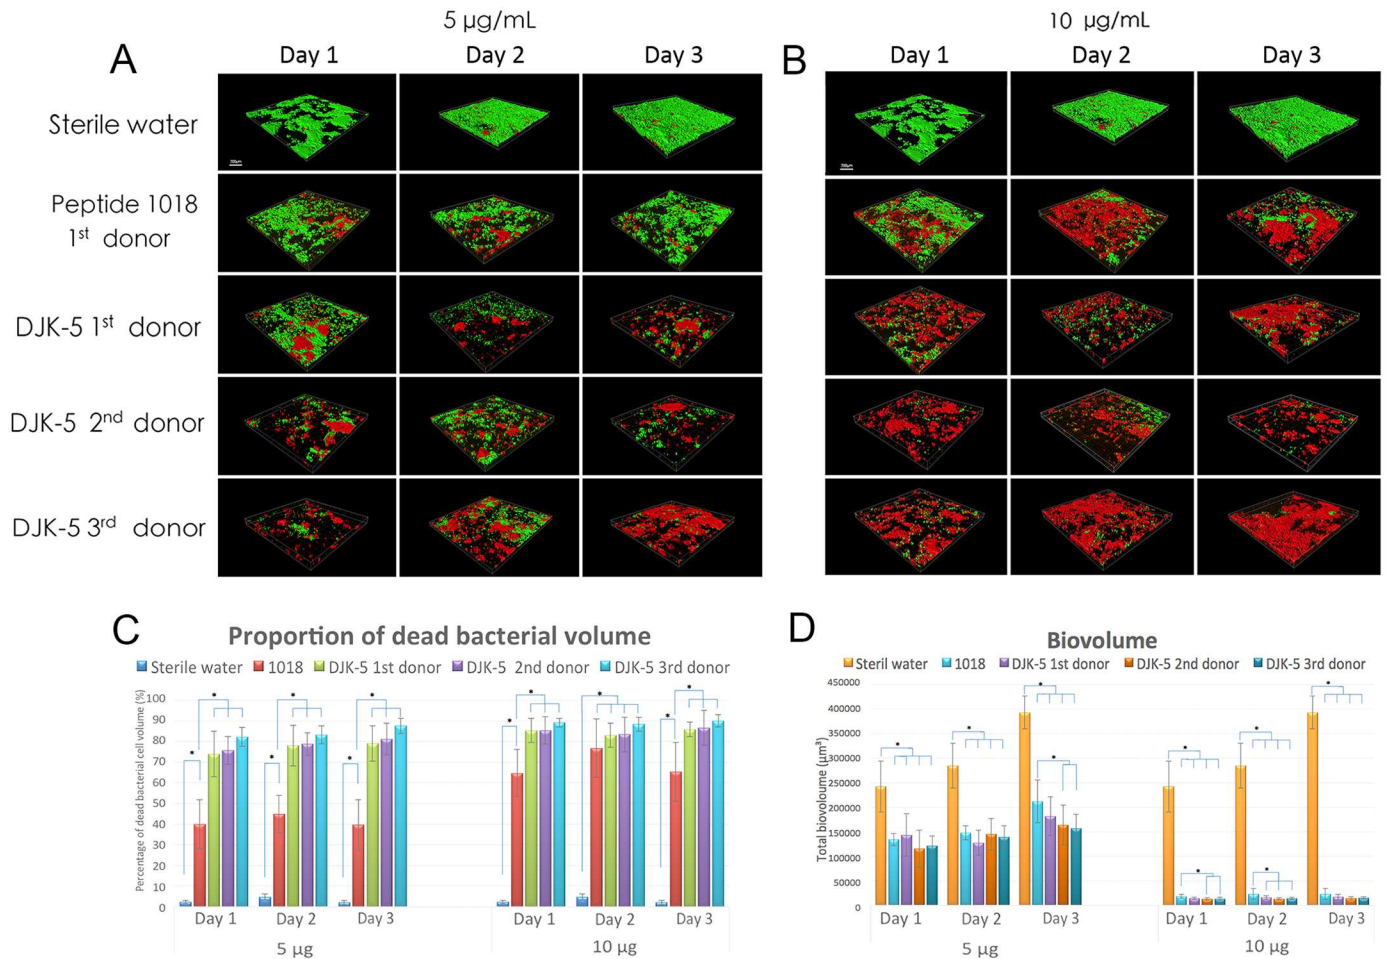 5 µg/mL
10 µg/mL
A
Day 1
Day 2
Day 3
B
Day 1
Day 2
Day 3
Sterile water
Peptide 1018
1st donor
DJK-5 1st donor
DJK-5 2nd donor
DJK-5 3rd donor
C
Proportion of dead bacterial volume
Sterile water
1018
DJK-5 1st donor
DJK-5 2nd donor
DJK-5 3rd donor
Percentage of dead bacterial cell volume (%)
100
90
80
70
60
50
40
30
20
10
0
* * * * * * * * * * * *
Day 1
Day 2
Day 3
Day 1
Day 2
Day 3
5 µg
10 µg
D
Biovolume
Steril water
1018
DJK-5 1st donor
DJK-5 2nd donor
DJK-5 3rd donor
Total biovoloume (µm³)
450000
400000
350000
300000
250000
200000
150000
100000
50000
0
* * * * * * * * *
Day 1
Day 2
Day 3
Day 1
Day 2
Day 3
5 µg
10 µg